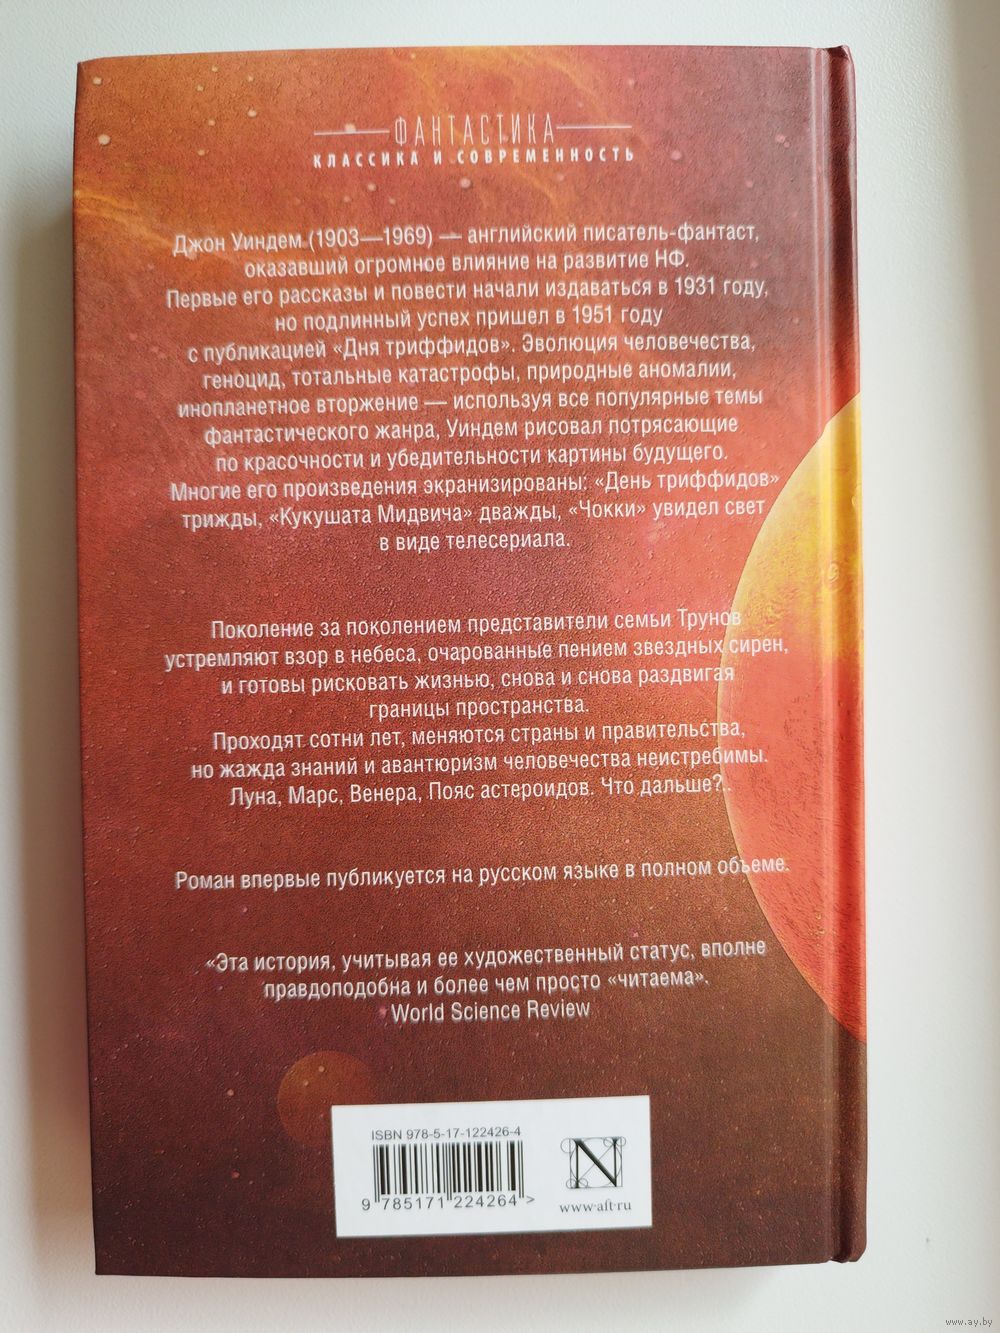 ФАНТАСТИКА
КЛАССИКА И СОВРЕМЕННОСТЬ
Джон Уиндем (1903—1969) — английский писатель-фантаст,
оказавший огромное влияние на развитие НФ.
Первые его рассказы и повести начали издаваться в 1931 году,
но подлинный успех пришел в 1951 году
с публикацией «Дня триффидов». Эволюция человечества,
геноцид, тотальные катастрофы, природные аномалии,
инопланетное вторжение — используя все популярные темы
фантастического жанра, Уиндем рисовал потрясающие
по красочности и убедительности картины будущего.
Многие его произведения экранизированы: «День триффидов»
трижды, «Кукушата Мидвича» дважды, «Чокки» увидел свет
в виде телесериала.
Поколение за поколением представители семьи Трунов
устремляют взор в небеса, очарованные пением звездных сирен,
и готовы рисковать жизнью, снова и снова раздвигая
границы пространства.
Проходят сотни лет, меняются страны и правительства,
но жажда знаний и авантюризм человечества неистребимы.
Луна, Марс, Венера, Пояс астероидов. Что дальше?..
Роман впервые публикуется на русском языке в полном объеме.
«Эта история, учитывая ее художественный статус, вполне
правдоподобна и более чем просто «читаема».
World Science Review
ISBN 978-5-17-122426-4
9 785171 224264 >
N
www.aft.ru
www.ay.by